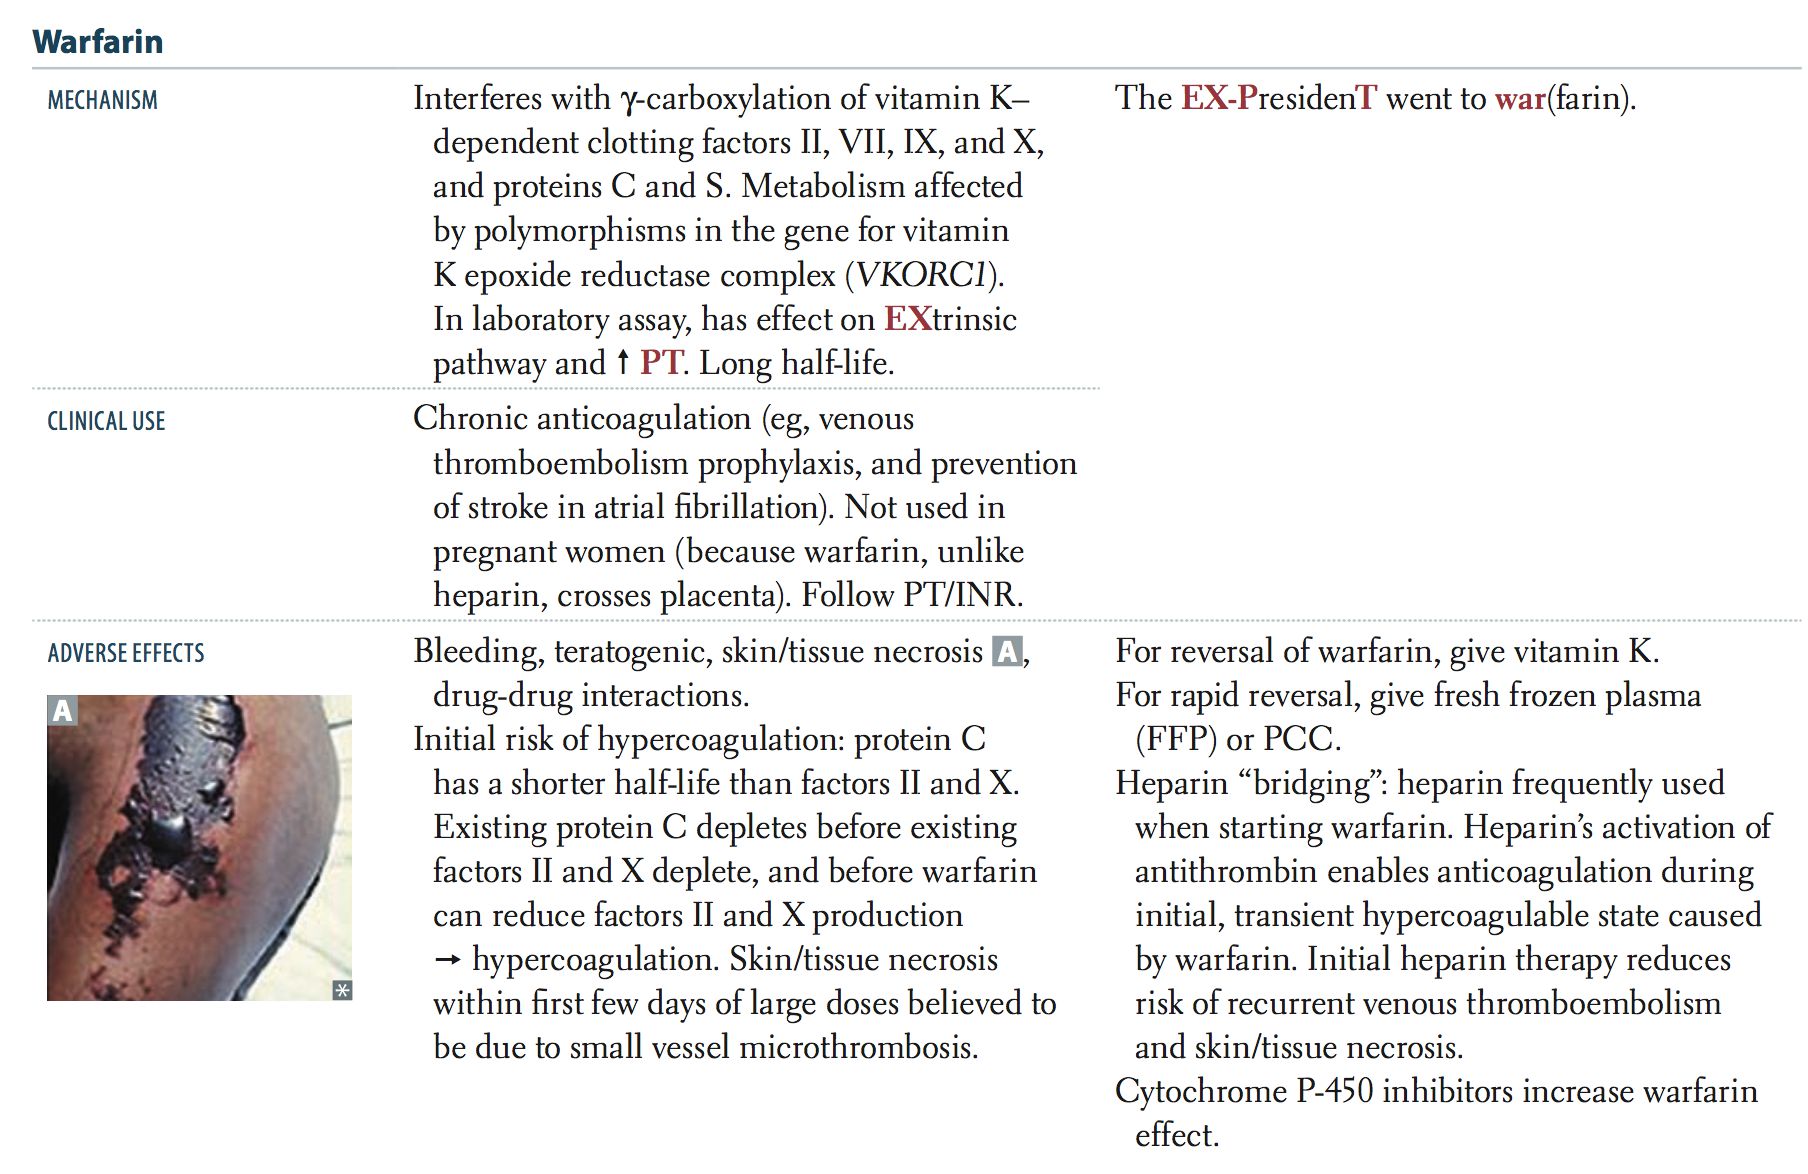 Warfarin
MECHANISM
Interferes with γ-carboxylation of vitamin K–
dependent clotting factors II, VII, IX, and X,
and proteins C and S. Metabolism affected
by polymorphisms in the gene for vitamin
K epoxide reductase complex (VKORC1).
In laboratory assay, has effect on EXtrinsic
pathway and ↑ PT. Long half-life.
The EX-PresidenT went to war(farin).
CLINICAL USE
Chronic anticoagulation (eg, venous
thromboembolism prophylaxis, and prevention
of stroke in atrial fibrillation). Not used in
pregnant women (because warfarin, unlike
heparin, crosses placenta). Follow PT/INR.
ADVERSE EFFECTS
A
Bleeding, teratogenic, skin/tissue necrosis A,
drug-drug interactions.
Initial risk of hypercoagulation: protein C
has a shorter half-life than factors II and X.
Existing protein C depletes before existing
factors II and X deplete, and before warfarin
can reduce factors II and X production
→ hypercoagulation. Skin/tissue necrosis
within first few days of large doses believed to
be due to small vessel microthrombosis.
For reversal of warfarin, give vitamin K.
For rapid reversal, give fresh frozen plasma
(FFP) or PCC.
Heparin “bridging”: heparin frequently used
when starting warfarin. Heparin’s activation of
antithrombin enables anticoagulation during
initial, transient hypercoagulable state caused
by warfarin. Initial heparin therapy reduces
risk of recurrent venous thromboembolism
and skin/tissue necrosis.
Cytochrome P-450 inhibitors increase warfarin
effect.